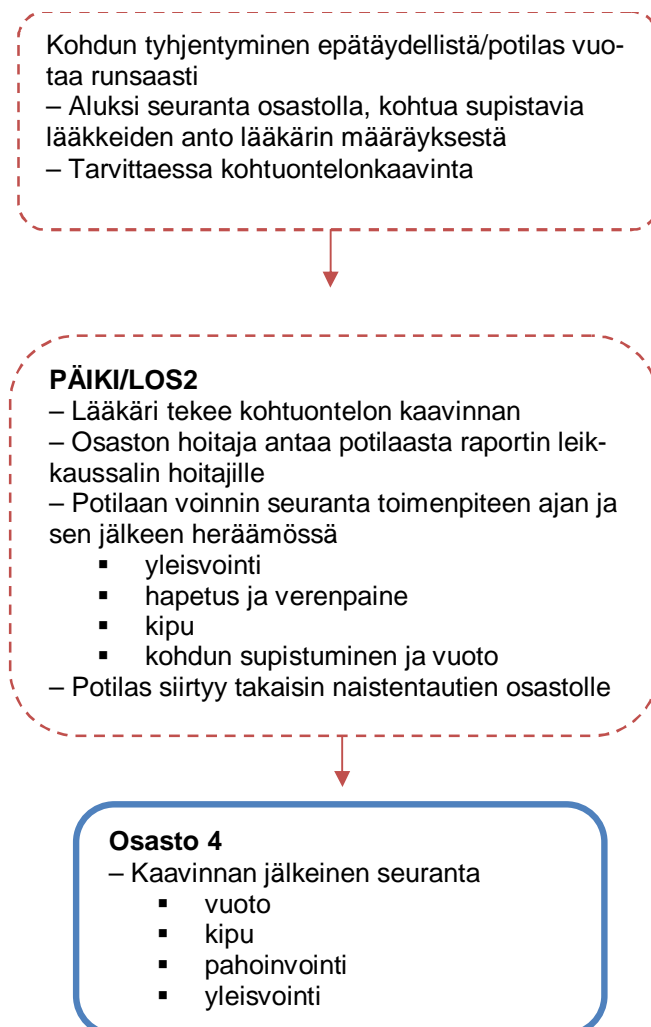 Kohdun tyhjentyminen epätäydellistä/potilas vuo-
taa runsaasti
– Aluksi seuranta osastolla, kohtua supistavia
lääkkeiden anto lääkärin määräyksestä
– Tarvittaessa kohtuontelonkaavinta
PÄIKI/LOS2
– Lääkäri tekee kohtuontelon kaavinnan
– Osaston hoitaja antaa potilaasta raportin leik-
kaussalin hoitajille
– Potilaan voinnin seuranta toimenpiteen ajan ja
sen jälkeen heräämössä
▪ yleisvointi
▪ hapetus ja verenpaine
▪ kipu
▪ kohdun supistuminen ja vuoto
– Potilas siirtyy takaisin naistentautien osastolle
Osasto 4
– Kaavinnan jälkeinen seuranta
▪ vuoto
▪ kipu
▪ pahoinvointi
▪ yleisvointi